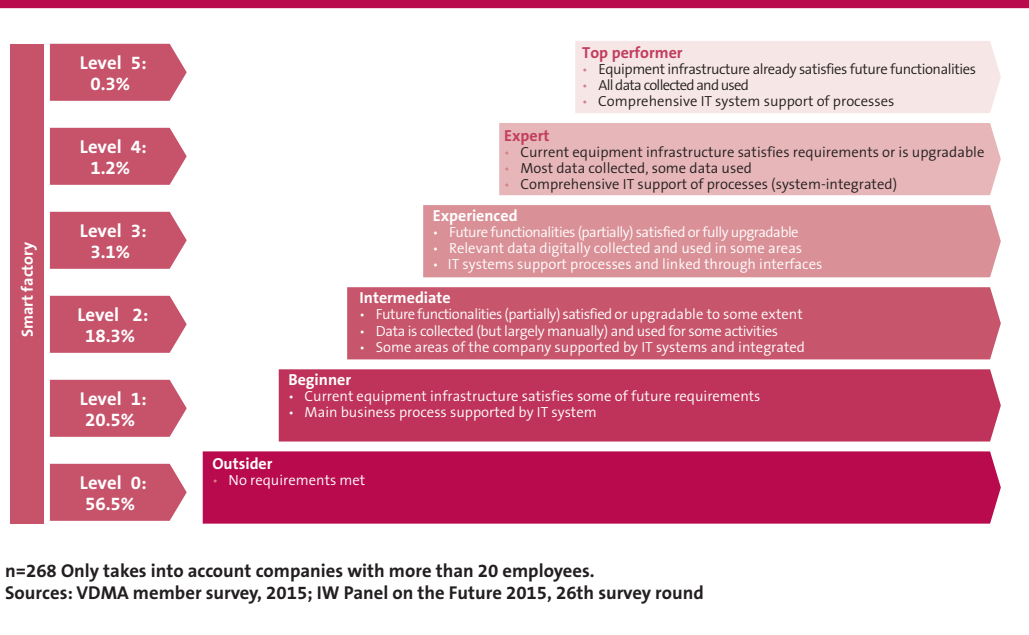 Smart factory
Level 5:
0.3%
Top performer
• Equipment infrastructure already satisfies future functionalities
• All data collected and used
• Comprehensive IT system support of processes
Level 4:
1.2%
Expert
• Current equipment infrastructure satisfies requirements or is upgradable
• Most data collected, some data used
• Comprehensive IT support of processes (system-integrated)
Level 3:
3.1%
Experienced
• Future functionalities (partially) satisfied or fully upgradable
• Relevant data digitally collected and used in some areas
• IT systems support processes and linked through interfaces
Level 2:
18.3%
Intermediate
• Future functionalities (partially) satisfied or upgradable to some extent
• Data is collected (but largely manually) and used for some activities
• Some areas of the company supported by IT systems and integrated
Level 1:
20.5%
Beginner
• Current equipment infrastructure satisfies some of future requirements
• Main business process supported by IT system
Level 0:
56.5%
Outsider
• No requirements met
n=268 Only takes into account companies with more than 20 employees.
Sources: VDMA member survey, 2015; IW Panel on the Future 2015, 26th survey round